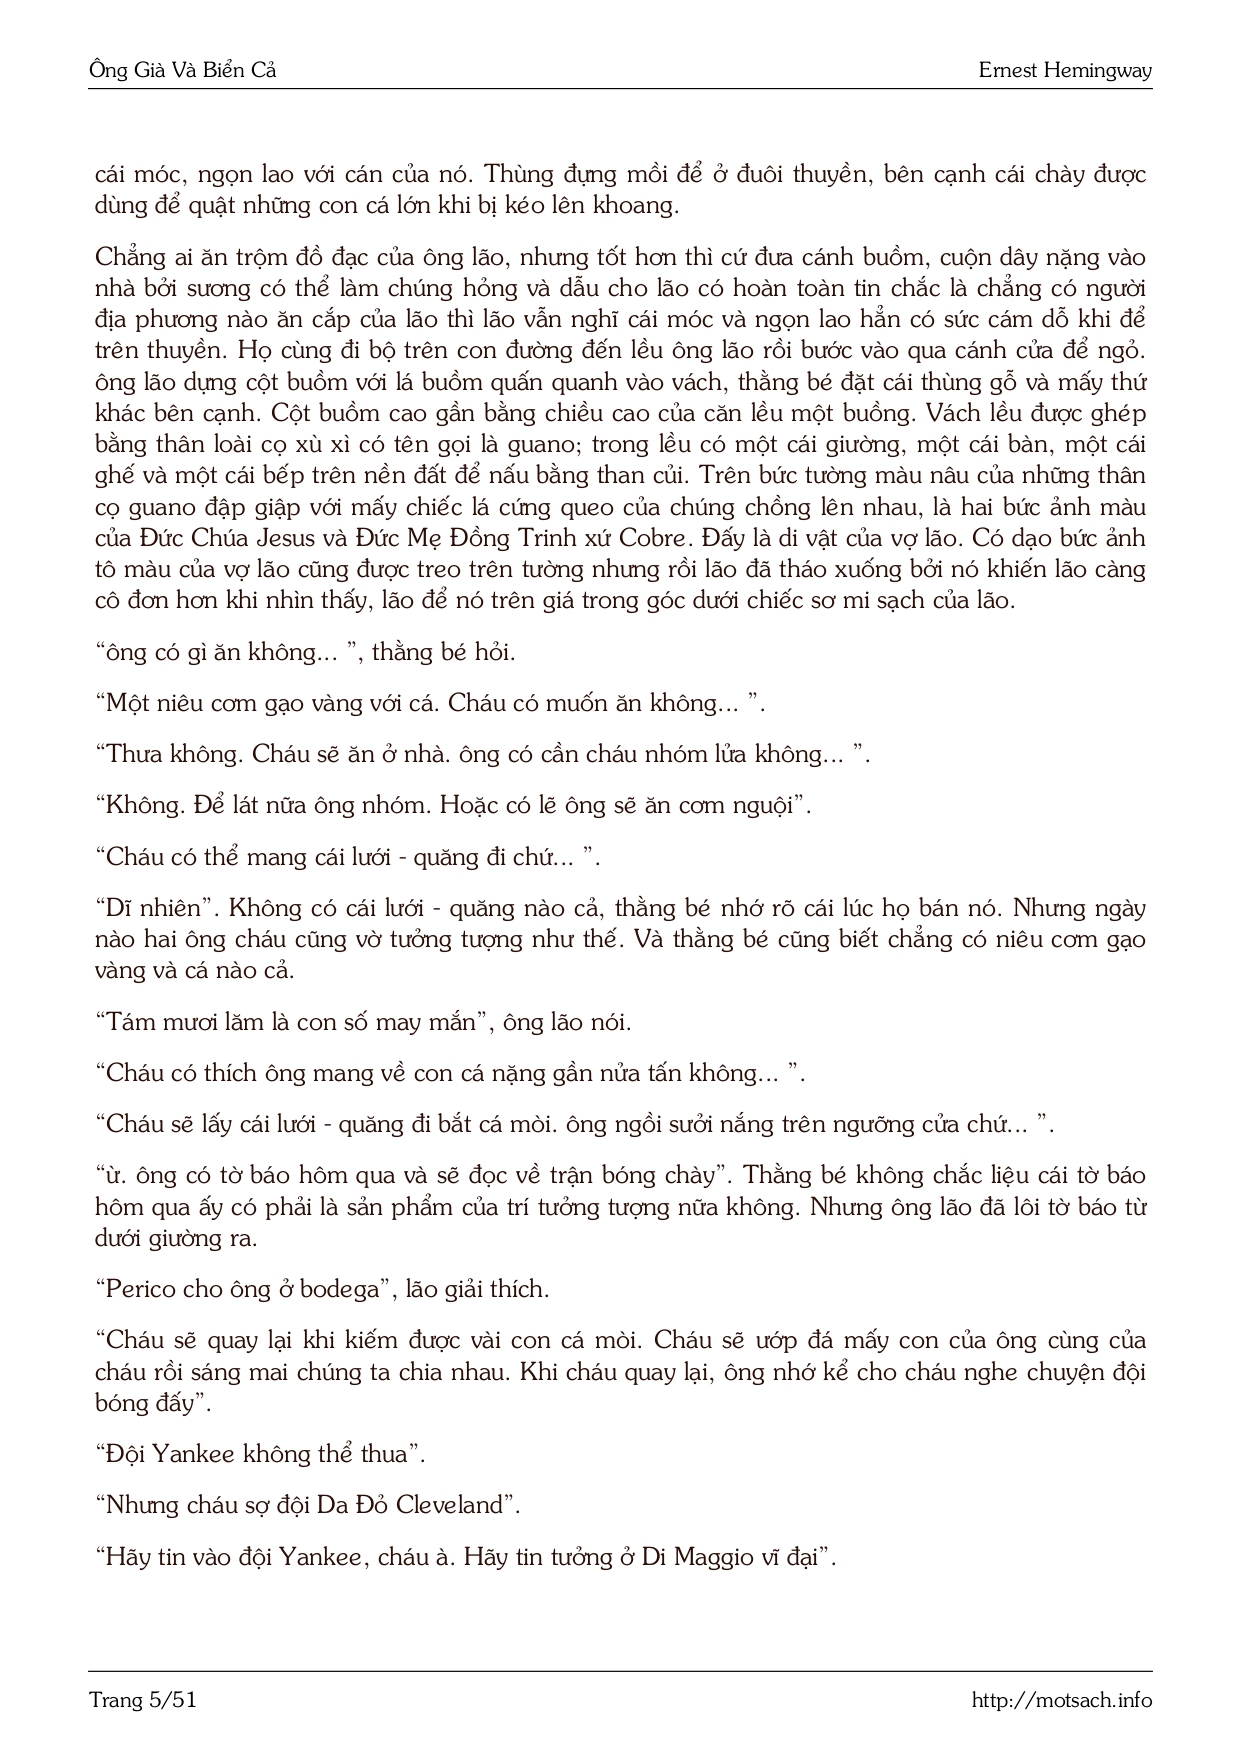 Ông Già Và Biển Cả
Ernest Hemingway
cái móc, ngọn lao với cán của nó. Thùng đựng mồi để ở đuôi thuyền, bên cạnh cái chày được
dùng để quật những con cá lớn khi bị kéo lên khoang.
Chẳng ai ăn trộm đồ đạc của ông lão, nhưng tốt hơn thì cứ đưa cánh buồm, cuộn dây nặng vào
nhà bởi sương có thể làm chúng hỏng và dẫu cho lão có hoàn toàn tin chắc là chẳng có người
địa phương nào ăn cắp của lão thì lão vẫn nghĩ cái móc và ngọn lao hẳn có sức cám dỗ khi để
trên thuyền. Họ cùng đi bộ trên con đường đến lều ông lão rồi bước vào qua cánh cửa để ngỏ.
ông lão dựng cột buồm với lá buồm quấn quanh vào vách, thằng bé đặt cái thùng gỗ và mấy thứ
khác bên cạnh. Cột buồm cao gần bằng chiều cao của căn lều một buồng. Vách lều được ghép
bằng thân loài cọ xù xì có tên gọi là guano; trong lều có một cái giường, một cái bàn, một cái
ghế và một cái bếp trên nền đất để nấu bằng than củi. Trên bức tường màu nâu của những thân
cọ guano đập giập với mấy chiếc lá cứng queo của chúng chồng lên nhau, là hai bức ảnh màu
của Đức Chúa Jesus và Đức Mẹ Đồng Trinh xứ Cobre. Đấy là di vật của vợ lão. Có dạo bức ảnh
tô màu của vợ lão cũng được treo trên tường nhưng rồi lão đã tháo xuống bởi nó khiến lão càng
cô đơn hơn khi nhìn thấy, lão để nó trên giá trong góc dưới chiếc sơ mi sạch của lão.
“ông có gì ăn không... ”, thằng bé hỏi.
“Một niêu cơm gạo vàng với cá. Cháu có muốn ăn không... ”.
“Thưa không. Cháu sẽ ăn ở nhà. ông có cần cháu nhóm lửa không... ”.
“Không. Để lát nữa ông nhóm. Hoặc có lẽ ông sẽ ăn cơm nguội”.
“Cháu có thể mang cái lưới - quăng đi chứ... ”.
“Dĩ nhiên”. Không có cái lưới - quăng nào cả, thằng bé nhớ rõ cái lúc họ bán nó. Nhưng ngày
nào hai ông cháu cũng vờ tưởng tượng như thế. Và thằng bé cũng biết chẳng có niêu cơm gạo
vàng và cá nào cả.
“Tám mươi lăm là con số may mắn”, ông lão nói.
“Cháu có thích ông mang về con cá nặng gần nửa tấn không... ”.
“Cháu sẽ lấy cái lưới - quăng đi bắt cá mòi. ông ngồi sưởi nắng trên ngưỡng cửa chứ... ”.
“ừ. ông có tờ báo hôm qua và sẽ đọc về trận bóng chày”. Thằng bé không chắc liệu cái tờ báo
hôm qua ấy có phải là sản phẩm của trí tưởng tượng nữa không. Nhưng ông lão đã lôi tờ báo từ
dưới giường ra.
“Perico cho ông ở bodega”, lão giải thích.
“Cháu sẽ quay lại khi kiếm được vài con cá mòi. Cháu sẽ ướp đá mấy con của ông cùng của
cháu rồi sáng mai chúng ta chia nhau. Khi cháu quay lại, ông nhớ kể cho cháu nghe chuyện đội
bóng đấy”.
“Đội Yankee không thể thua”.
“Nhưng cháu sợ đội Da Đỏ Cleveland”.
“Hãy tin vào đội Yankee, cháu à. Hãy tin tưởng ở Di Maggio vĩ đại”.
Trang 5/51
http://motsach.info